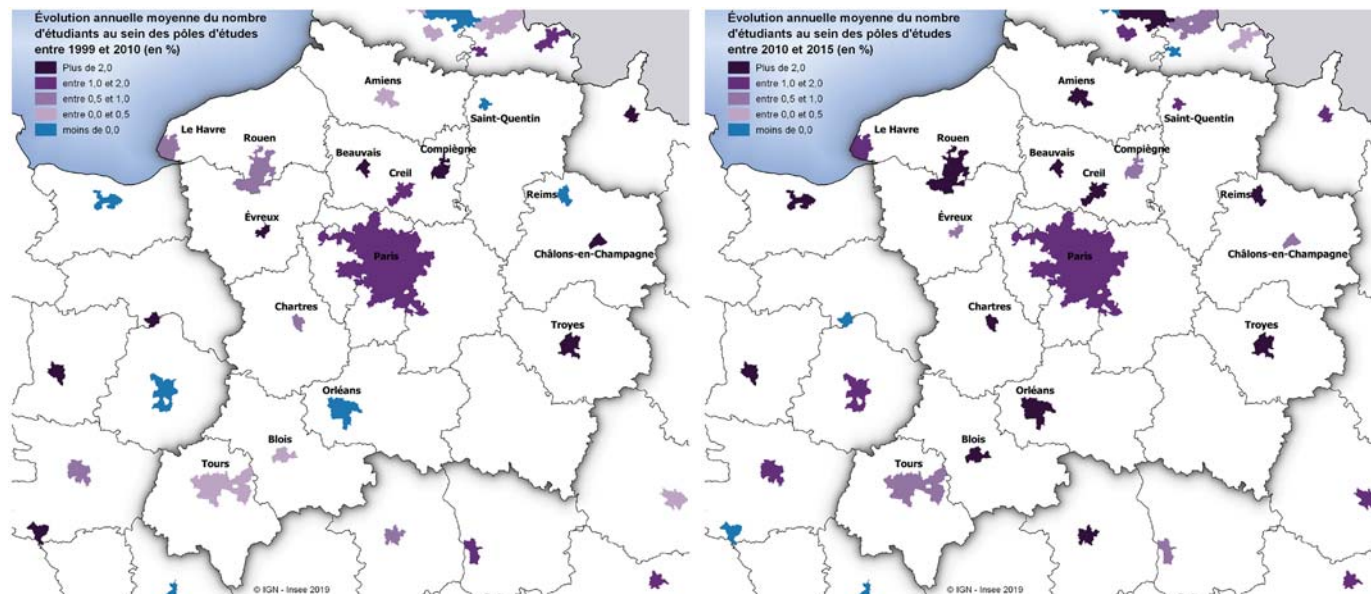 Évolution annuelle moyenne du nombre
d'étudiants au sein des pôles d'études
entre 1999 et 2010 (en %)
Plus de 2,0
entre 1,0 et 2,0
entre 0,5 et 1,0
entre 0,0 et 0,5
moins de 0,0
Amiens
Saint-Quentin
Le Havre
Rouen
Beauvais
Compiègne
Creil
Reims
Évreux
Paris
Châlons-en-Champagne
Chartres
Troyes
Orléans
Blois
Tours
© IGN - Insee 2019
Évolution annuelle moyenne du nombre
d'étudiants au sein des pôles d'études
entre 2010 et 2015 (en %)
Plus de 2,0
entre 1,0 et 2,0
entre 0,5 et 1,0
entre 0,0 et 0,5
moins de 0,0
Amiens
Saint-Quentin
Le Havre
Rouen
Beauvais
Compiègne
Creil
Reims
Évreux
Paris
Châlons-en-Champagne
Chartres
Troyes
Orléans
Blois
Tours
© IGN - Insee 2019